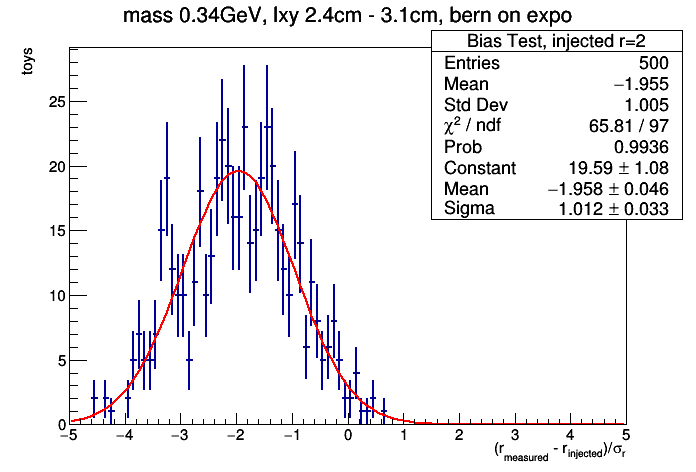 mass 0.34GeV, lxy 2.4cm - 3.1cm, bern on expo
toys
Bias Test, injected r=2
Entries 500
Mean −1.955
Std Dev 1.005
χ² / ndf 65.81 / 97
Prob 0.9936
Constant 19.59 ± 1.08
Mean −1.958 ± 0.046
Sigma 1.012 ± 0.033
25
20
15
10
5
0
−5 −4 −3 −2 −1 0 1 2 3 4 5
(r_measured - r_injected)/σ_r